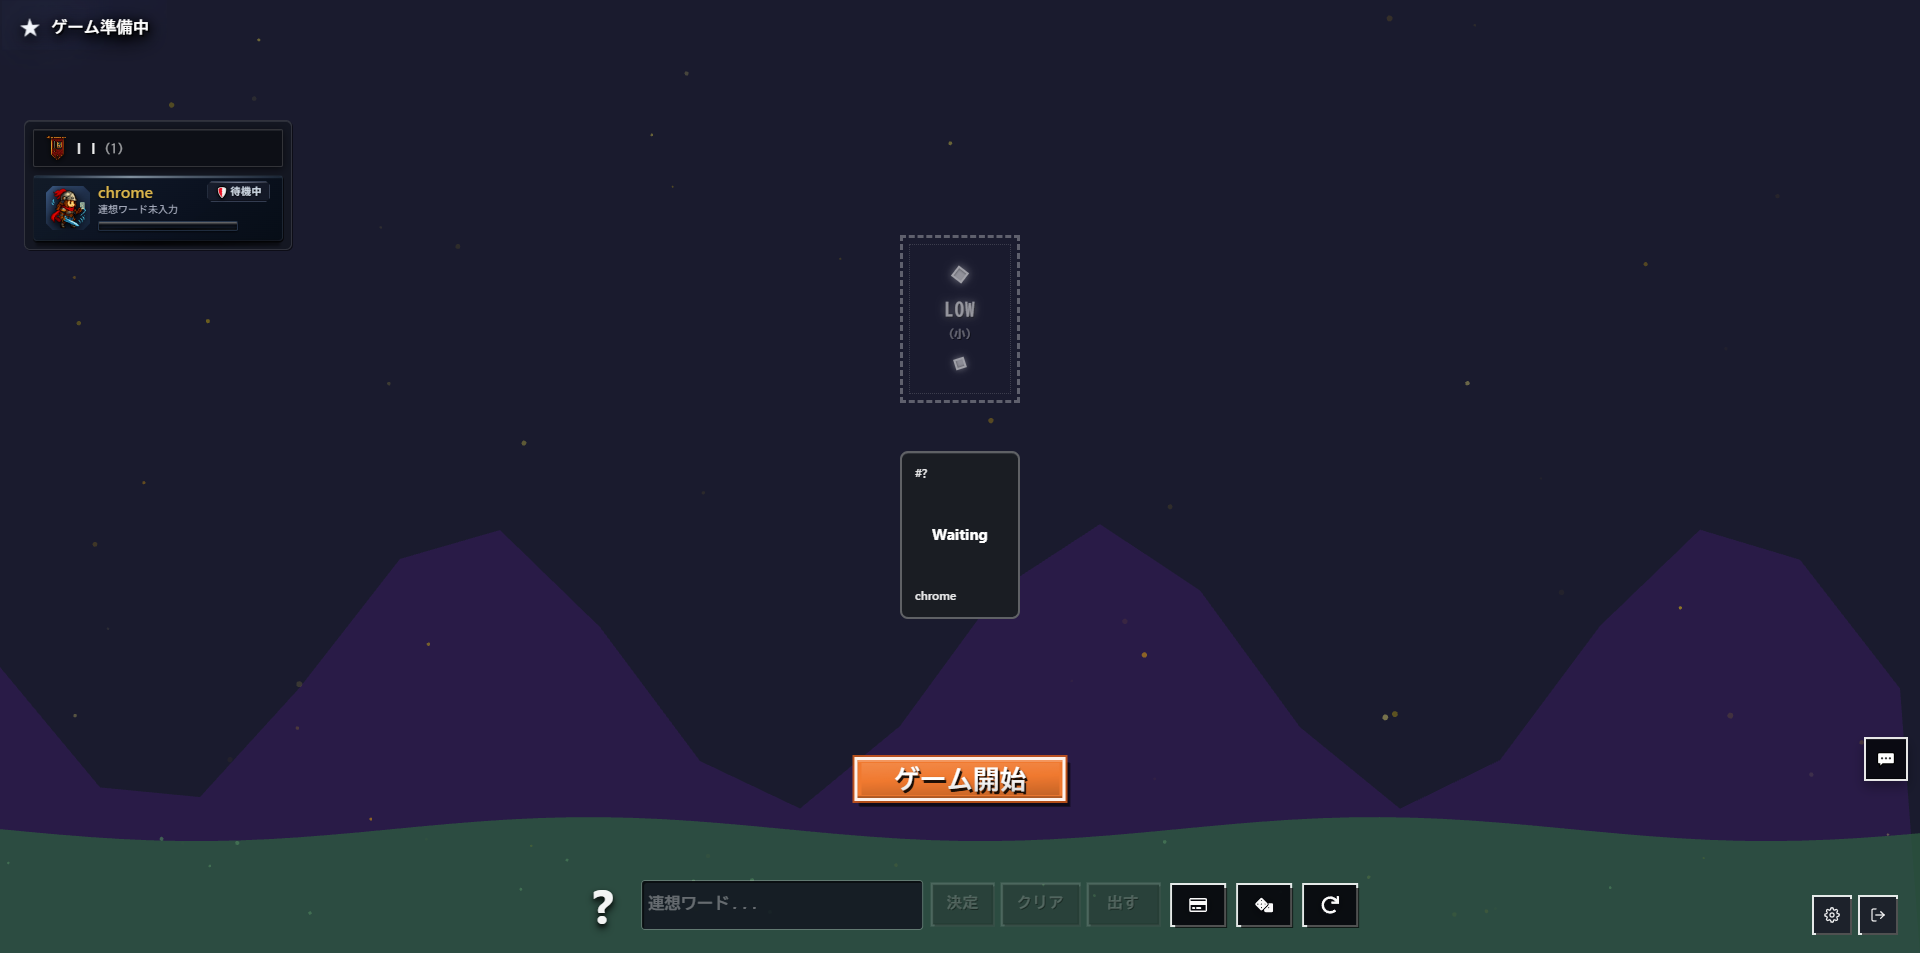 ★ ゲーム準備中
I I (1)
chrome
待機中
連想ワード未入力
LOW
(小)
#?
Waiting
chrome
ゲーム開始
?
連想ワード...
決定
クリア
出す